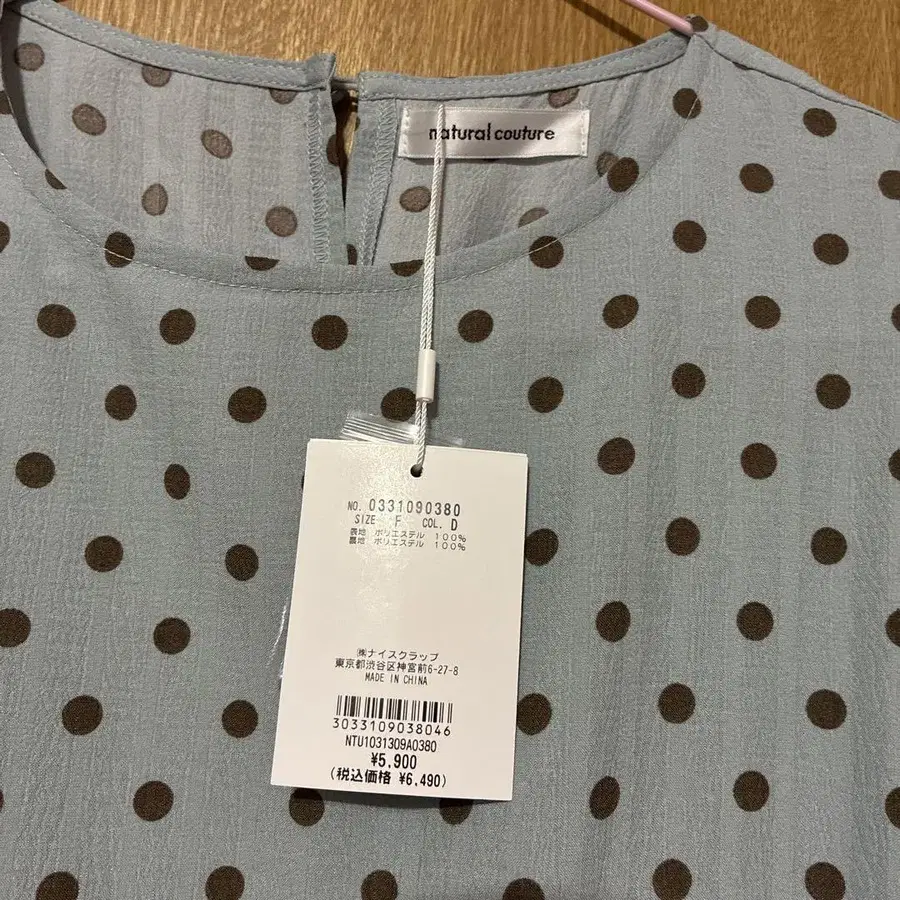 natural couture
NO. 0331090380
SIZE F COL. D
表地 ポリエステル 100%
裏地 ポリエステル 100%
㈱ナイスクラップ
東京都渋谷区神宮前6-27-8
MADE IN CHINA
3033109038046
NTU1031309A0380
¥5,900
(税込価格 ¥6,490)